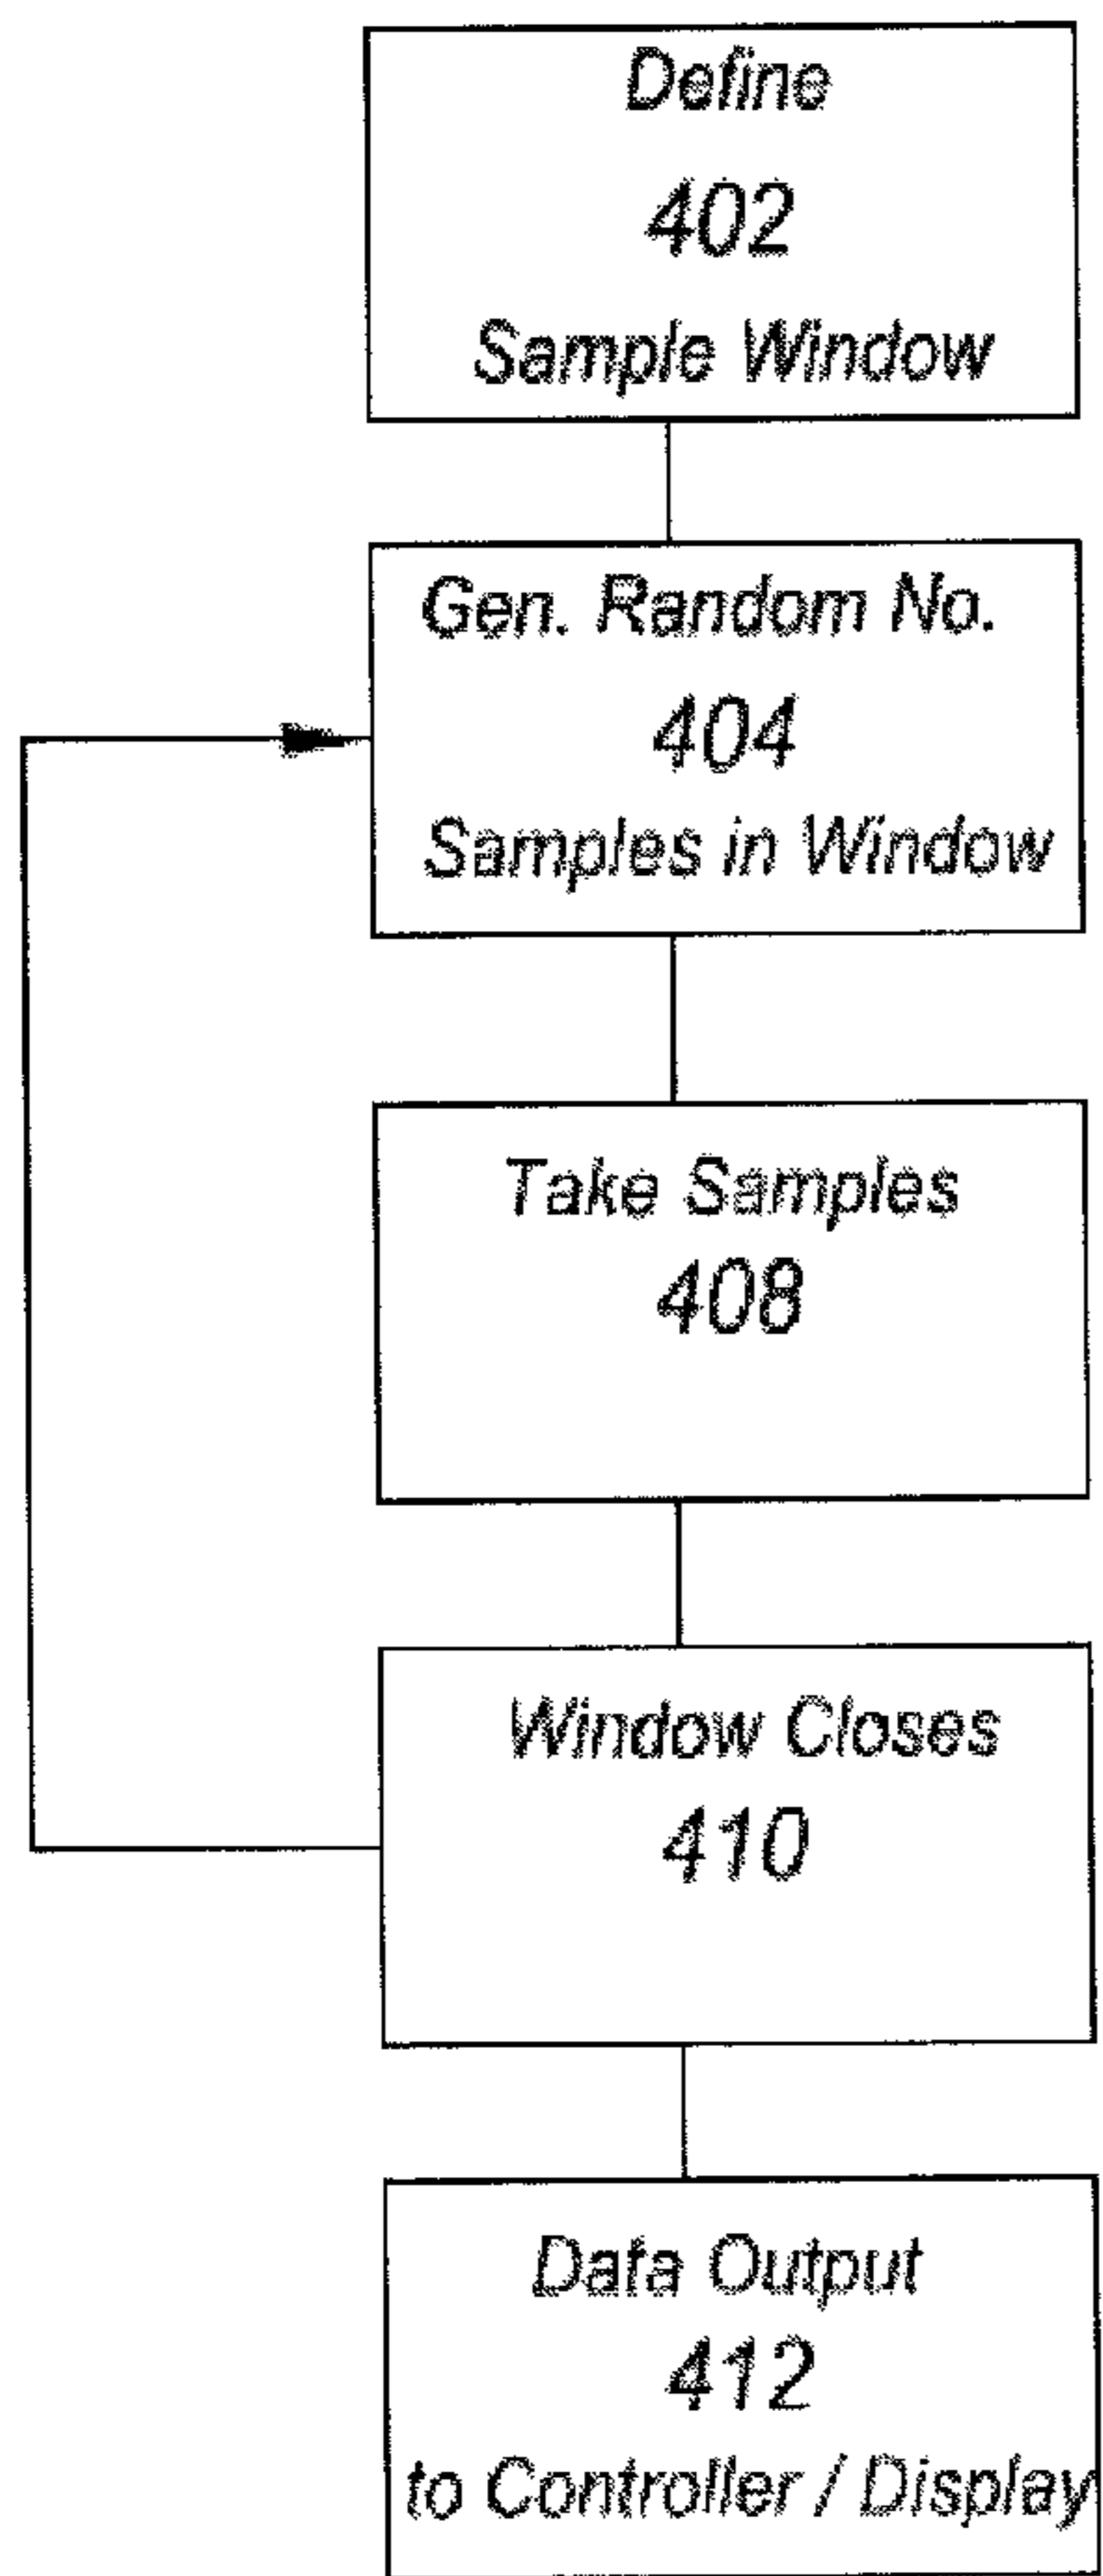 Define
402
Sample Window
Gen. Random No.
404
Samples in Window
Take Samples
408
Window Closes
410
Data Output
412
to Controller / Display